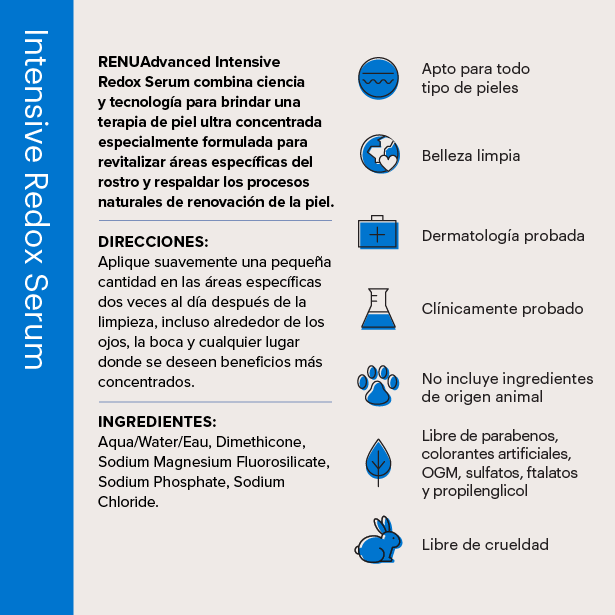 Intensive Redox Serum
RENUAdvanced Intensive
Redox Serum combina ciencia
y tecnología para brindar una
terapia de piel ultra concentrada
especialmente formulada para
revitalizar áreas específicas del
rostro y respaldar los procesos
naturales de renovación de la piel.
DIRECCIONES:
Aplique suavemente una pequeña
cantidad en las áreas específicas
dos veces al día después de la
limpieza, incluso alrededor de los
ojos, la boca y cualquier lugar
donde se deseen beneficios más
concentrados.
INGREDIENTES:
Aqua/Water/Eau, Dimethicone,
Sodium Magnesium Fluorosilicate,
Sodium Phosphate, Sodium
Chloride.
Apto para todo
tipo de pieles
Belleza limpia
Dermatología probada
Clínicamente probado
No incluye ingredientes
de origen animal
Libre de parabenos,
colorantes artificiales,
OGM, sulfatos, ftalatos
y propilenglicol
Libre de crueldad